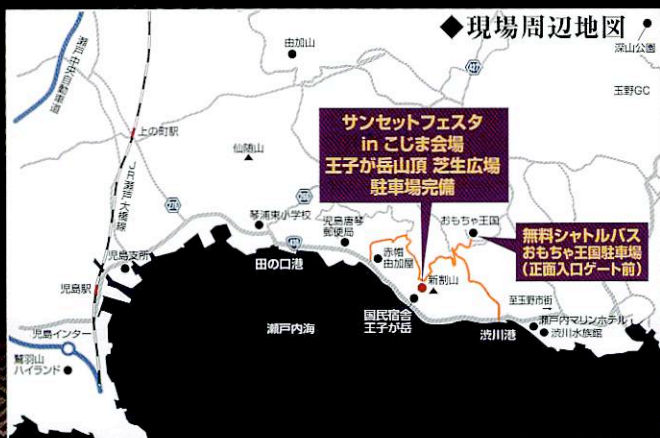 ◆現場周辺地図
深山公園
由加山
瀬戸中央自動車道
玉野GC
上の町駅
仙随山
サンセットフェスタ
in こじま会場
王子が岳山頂 芝生広場
駐車場完備
JR瀬戸大橋線
琴浦東小学校
児島唐琴
郵便局
おもちゃ王国
無料シャトルバス
おもちゃ王国駐車場
(正面入口ゲート前)
田の口港
赤帽
由加屋
新割山
児島支所
児島駅
国民宿舎
王子が岳
至玉野市街
瀬戸内海
渋川港
瀬戸内マリンホテル
渋川水族館
児島インター
鷲羽山
ハイランド